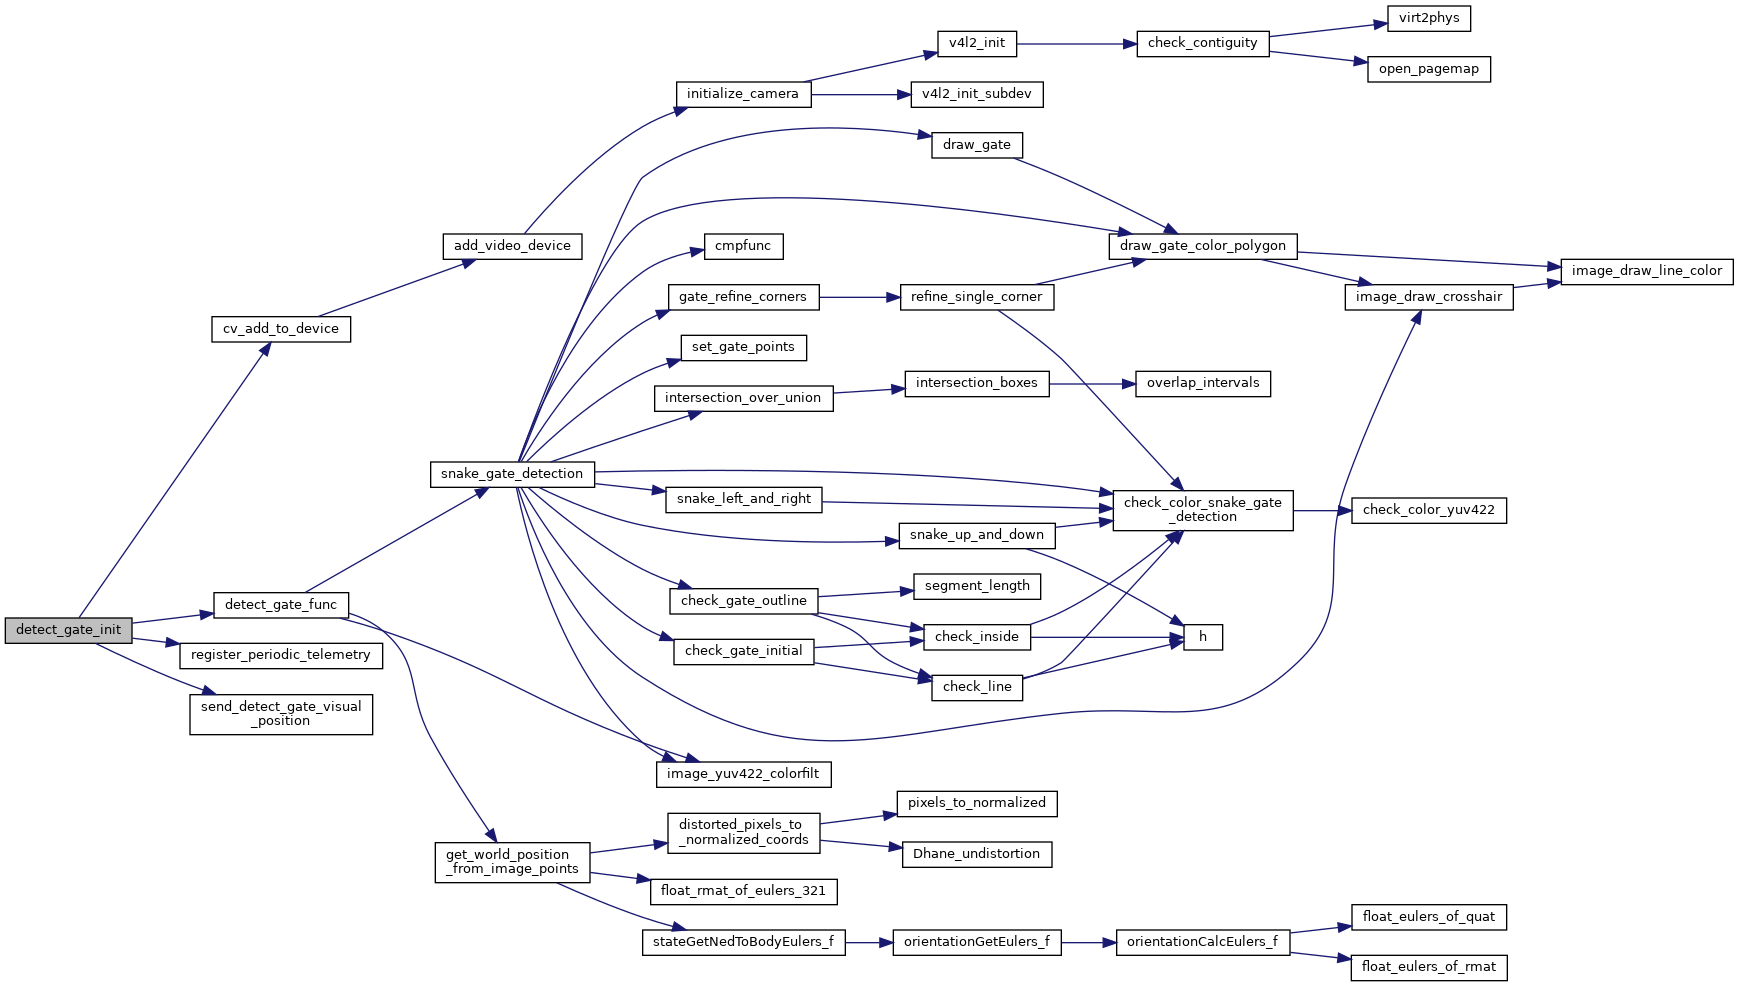 virt2phys
v4l2_init
check_contiguity
open_pagemap
initialize_camera
v4l2_init_subdev
draw_gate
add_video_device
cmpfunc
draw_gate_color_polygon
image_draw_line_color
gate_refine_corners
refine_single_corner
image_draw_crosshair
cv_add_to_device
set_gate_points
intersection_over_union
intersection_boxes
overlap_intervals
snake_gate_detection
snake_left_and_right
check_color_snake_gate
_detection
check_color_yuv422
snake_up_and_down
segment_length
check_gate_outline
detect_gate_func
detect_gate_init
check_inside
h
register_periodic_telemetry
check_gate_initial
check_line
send_detect_gate_visual
_position
image_yuv422_colorfilt
pixels_to_normalized
distorted_pixels_to
_normalized_coords
Dhane_undistortion
get_world_position
_from_image_points
float_rmat_of_eulers_321
float_eulers_of_quat
stateGetNedToBodyEulers_f
orientationGetEulers_f
orientationCalcEulers_f
float_eulers_of_rmat